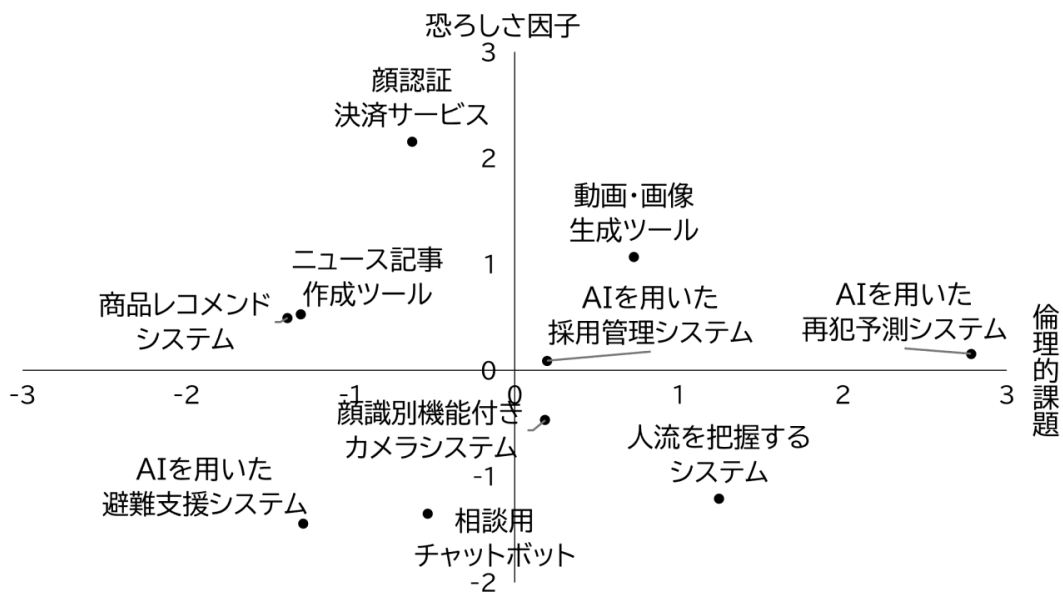 恐ろしさ因子
3
顔認証
決済サービス
2
動画・画像
生成ツール
1
ニュース記事
作成ツール
商品レコメンド
システム
AIを用いた
採用管理システム
AIを用いた
再犯予測システム
倫理的課題
0
-3
-2
-1
0
1
2
3
顔識別機能付き
カメラシステム
人流を把握する
システム
-1
AIを用いた
避難支援システム
相談用
チャットボット
-2